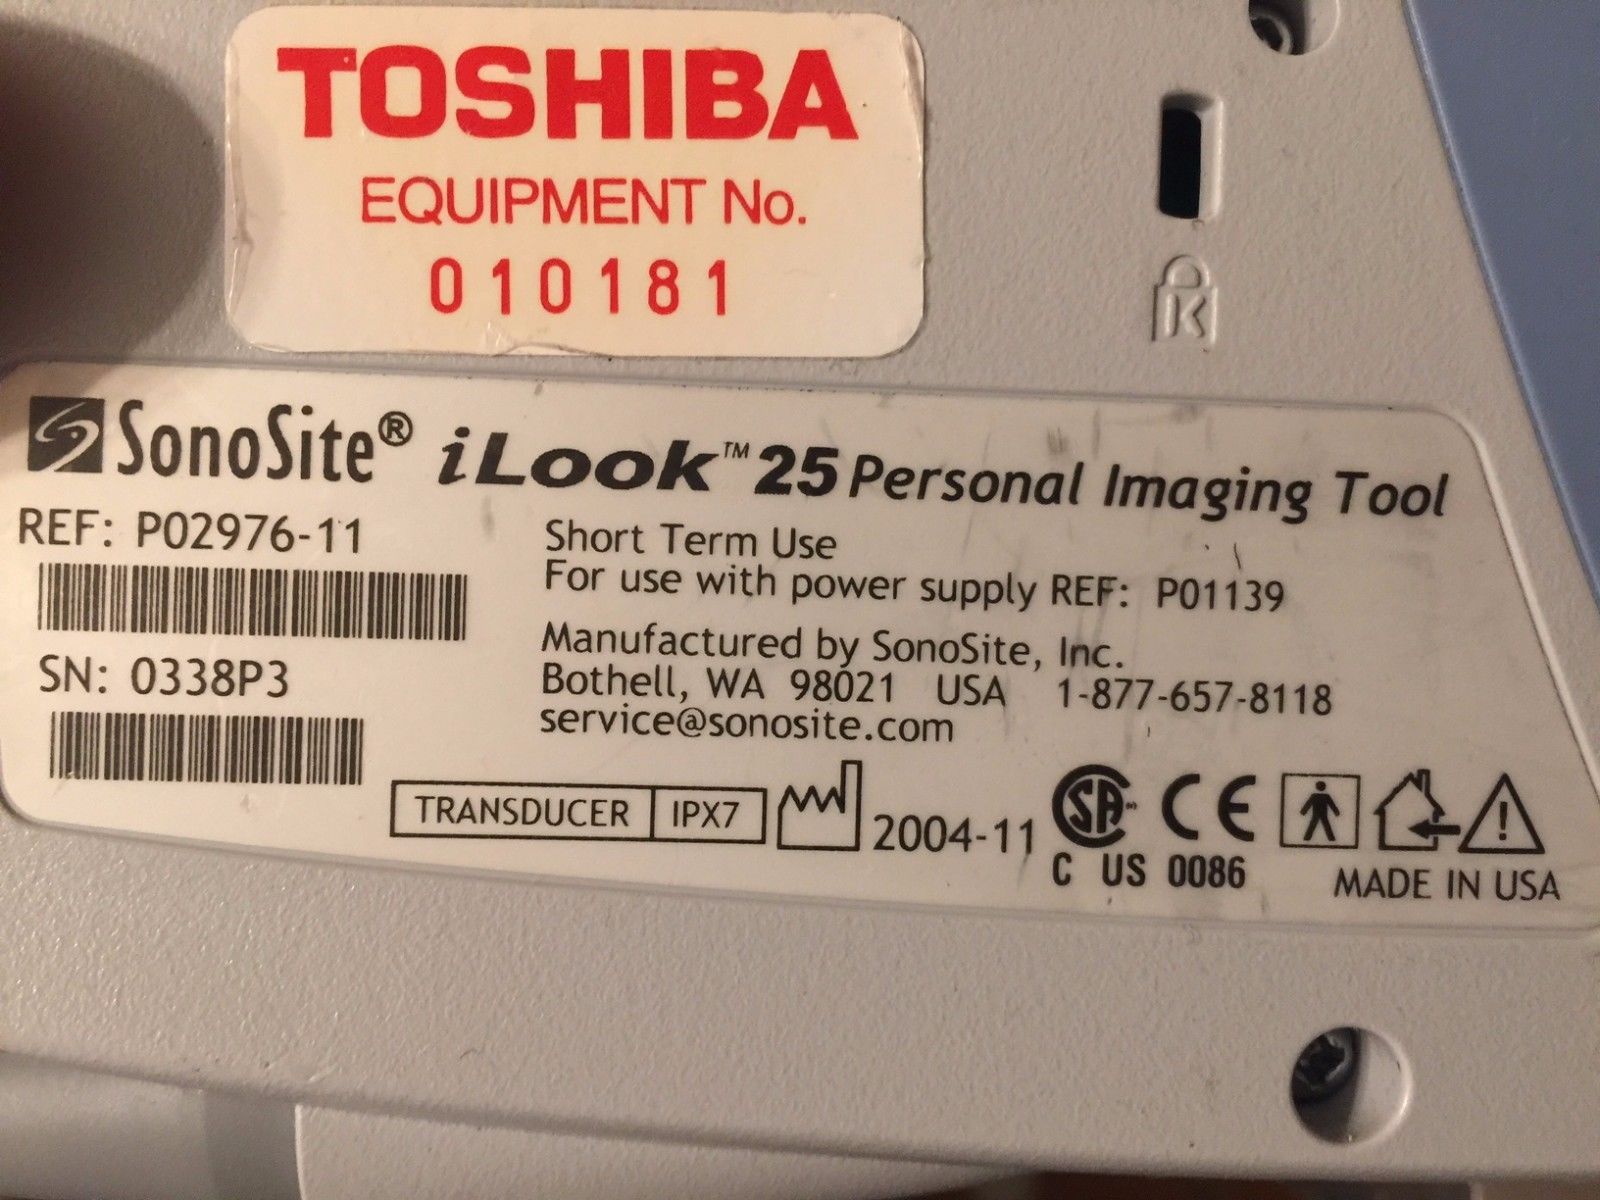 TOSHIBA
EQUIPMENT No.
010181
SonoSite® iLook™ 25 Personal Imaging Tool
REF: P02976-11
SN: 0338P3
Short Term Use
For use with power supply REF: P01139
Manufactured by SonoSite, Inc.
Bothell, WA 98021 USA 1-877-657-8118
service@sonosite.com
TRANSDUCER IPX7
2004-11
SA CE
C US 0086
MADE IN USA
K